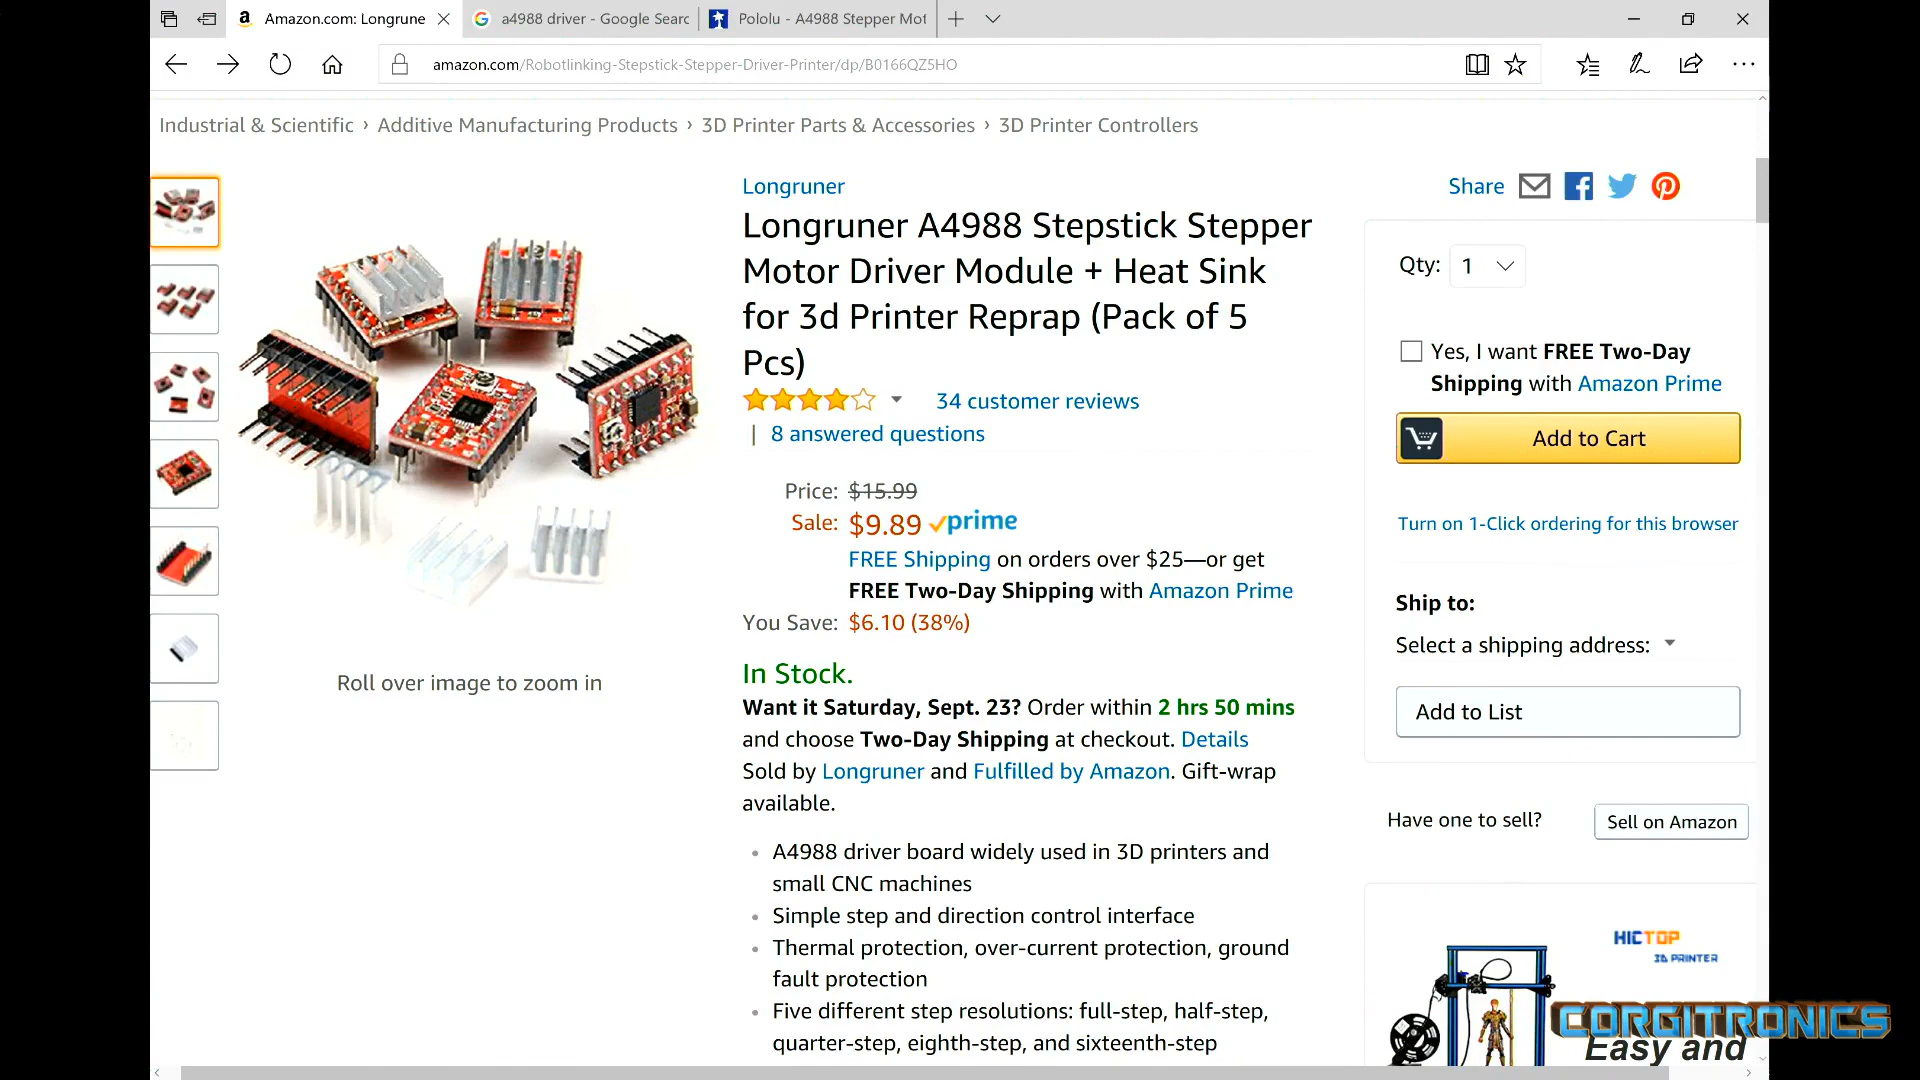 Amazon.com: Longrune
a4988 driver - Google Searc
Pololu - A4988 Stepper Mot
amazon.com/Robotlinking-Stepstick-Stepper-Driver-Printer/dp/B0166QZ5HO
Industrial & Scientific › Additive Manufacturing Products › 3D Printer Parts & Accessories › 3D Printer Controllers
Longruner
Longruner A4988 Stepstick Stepper
Motor Driver Module + Heat Sink
for 3d Printer Reprap (Pack of 5
Pcs)
34 customer reviews
| 8 answered questions
Price: $15.99
Sale: $9.89 prime
FREE Shipping on orders over $25—or get
FREE Two-Day Shipping with Amazon Prime
You Save: $6.10 (38%)
In Stock.
Want it Saturday, Sept. 23? Order within 2 hrs 50 mins
and choose Two-Day Shipping at checkout. Details
Sold by Longruner and Fulfilled by Amazon. Gift-wrap
available.
• A4988 driver board widely used in 3D printers and
small CNC machines
• Simple step and direction control interface
• Thermal protection, over-current protection, ground
fault protection
• Five different step resolutions: full-step, half-step,
quarter-step, eighth-step, and sixteenth-step
Roll over image to zoom in
Share
Qty: 1
Yes, I want FREE Two-Day
Shipping with Amazon Prime
Add to Cart
Turn on 1-Click ordering for this browser
Ship to:
Select a shipping address:
Add to List
Have one to sell?
Sell on Amazon
HICTOP
3D PRINTER
CORGITRONICS
Easy and